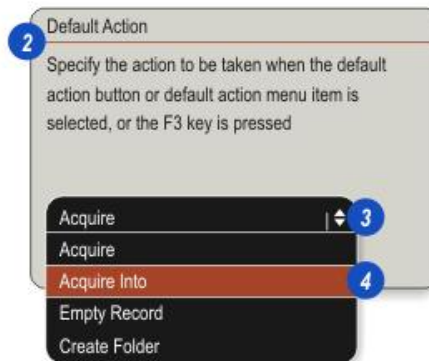 2
Default Action
Specify the action to be taken when the default
action button or default action menu item is
selected, or the F3 key is pressed
Acquire
3
Acquire
Acquire Into
4
Empty Record
Create Folder